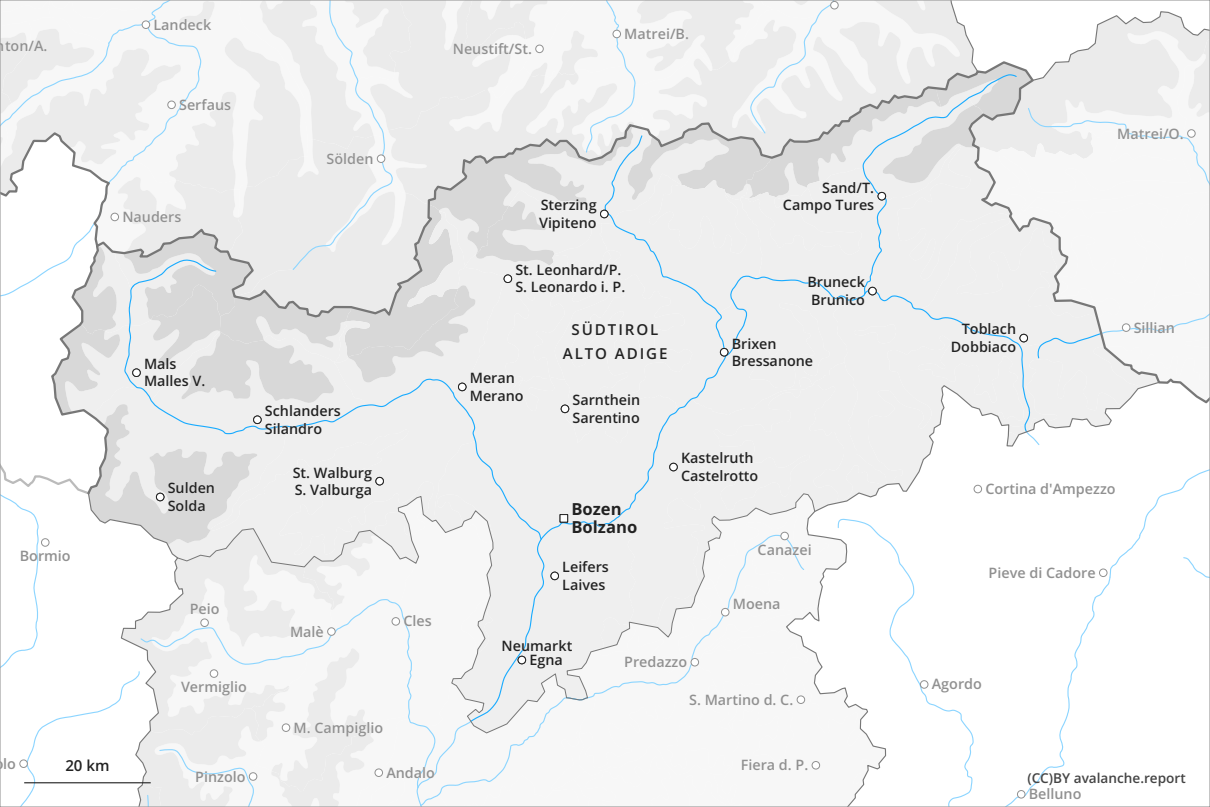 Landeck
Matrei/B.
nton/A.
Neustift/St.
Serfaus
Matrei/O.
Sölden
Sand/T.
Campo Tures
Nauders
Sterzing
Vipiteno
St. Leonhard/P.
S. Leonardo i. P.
Bruneck
Brunico
SÜDTIROL
ALTO ADIGE
Toblach
Dobbiaco
Sillian
Brixen
Bressanone
Mals
Malles V.
Meran
Merano
Schlanders
Silandro
Sarnthein
Sarentino
Kastelruth
Castelrotto
St. Walburg
S. Valburga
Sulden
Solda
Cortina d'Ampezzo
Bozen
Bolzano
Bormio
Canazei
Leifers
Laives
Pieve di Cadore
Peio
Malè
Cles
Moena
Neumarkt
Egna
Predazzo
Vermiglio
Agordo
S. Martino d. C.
M. Campiglio
olo
20 km
Pinzolo
Andalo
Fiera d. P.
(CC)BY avalanche.report
Belluno